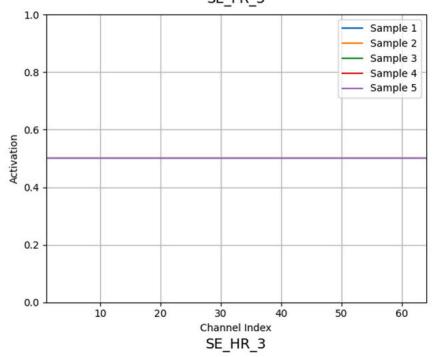 1.0
0.8
0.6
0.4
0.2
0.0
Activation
Sample 1
Sample 2
Sample 3
Sample 4
Sample 5
10 20 30 40 50 60
Channel Index
SE_HR_3